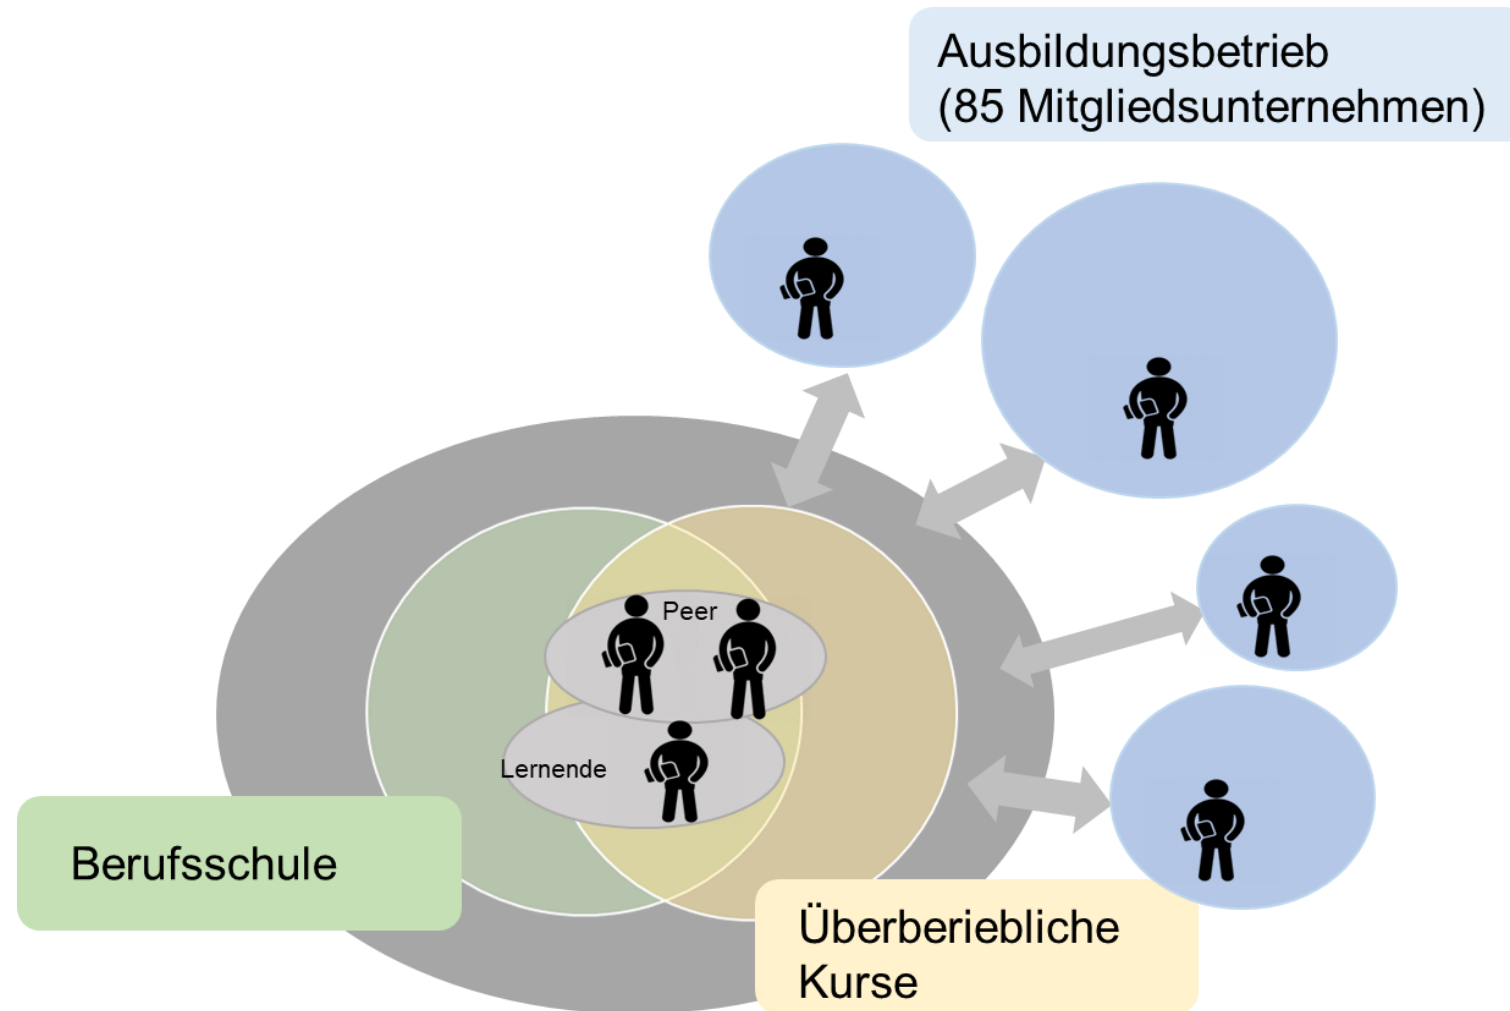 Ausbildungsbetrieb
(85 Mitgliedsunternehmen)
Peer
Lernende
Berufsschule
Überberiebliche
Kurse